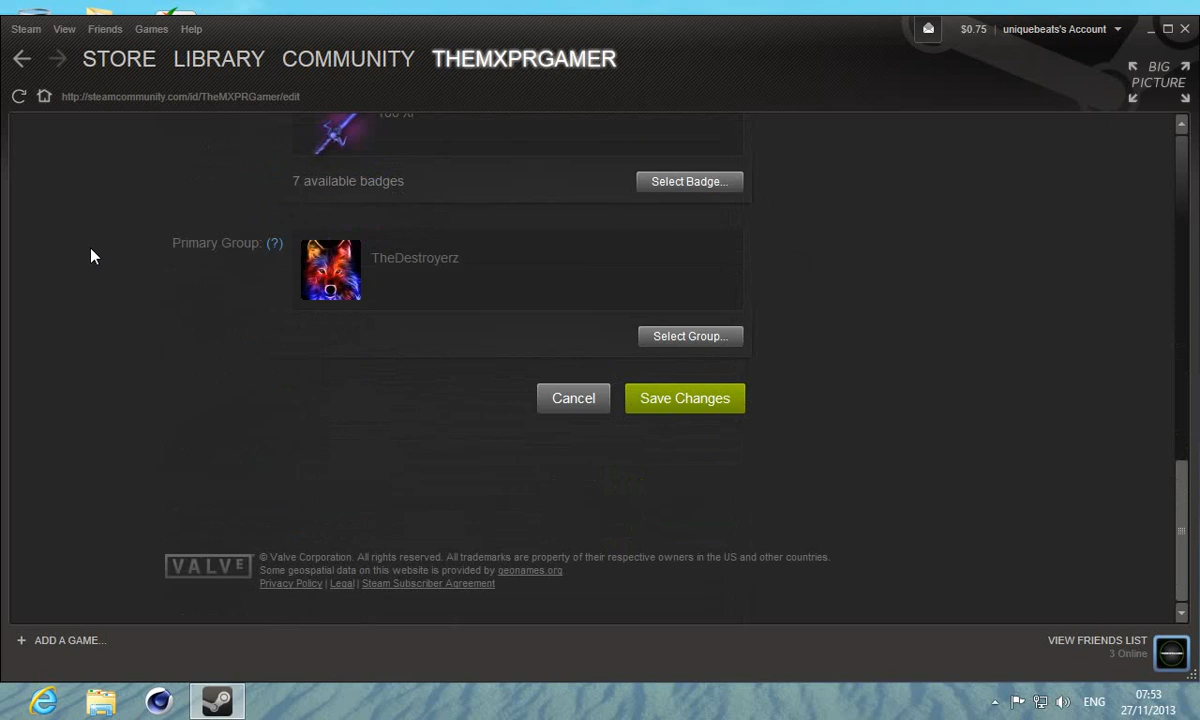 Steam View Friends Games Help
$0.75 uniquebeats's Account
STORE LIBRARY COMMUNITY THEMXPRGAMER
BIG
PICTURE
http://steamcommunity.com/id/TheMXPRGamer/edit
7 available badges
Select Badge...
Primary Group: (?)
TheDestroyerz
Select Group...
Cancel
Save Changes
VALVE
© Valve Corporation. All rights reserved. All trademarks are property of their respective owners in the US and other countries.
Some geospatial data on this website is provided by geonames.org
Privacy Policy | Legal | Steam Subscriber Agreement
+ ADD A GAME...
VIEW FRIENDS LIST
3 Online
ENG
07:53
27/11/2013